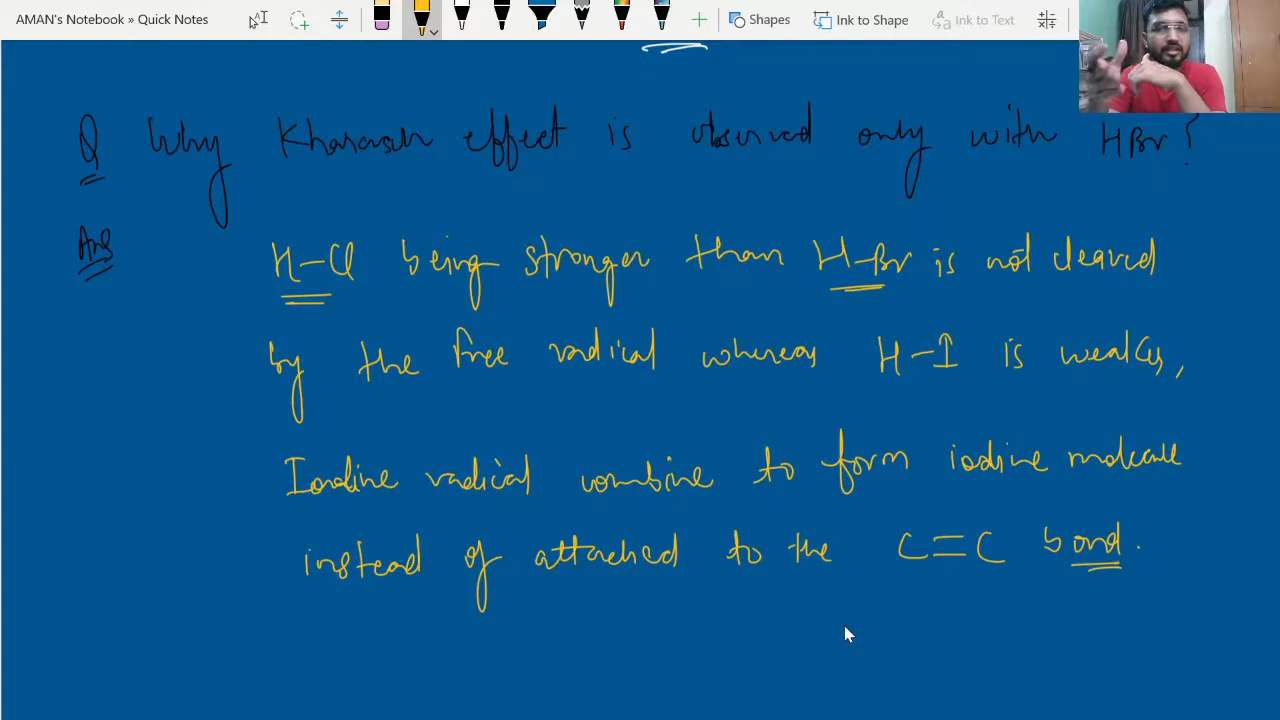 AMAN's Notebook » Quick Notes
Shapes
Ink to Shape
Ink to Text
Q Why Kharasah effect is observed only with HBr?
Ans H-Cl being stronger than H-Br is not cleaved
by the free radical whereas H-I is weaker,
Iodine radical combine to form iodine molecule
instead of attached to the C=C bond.